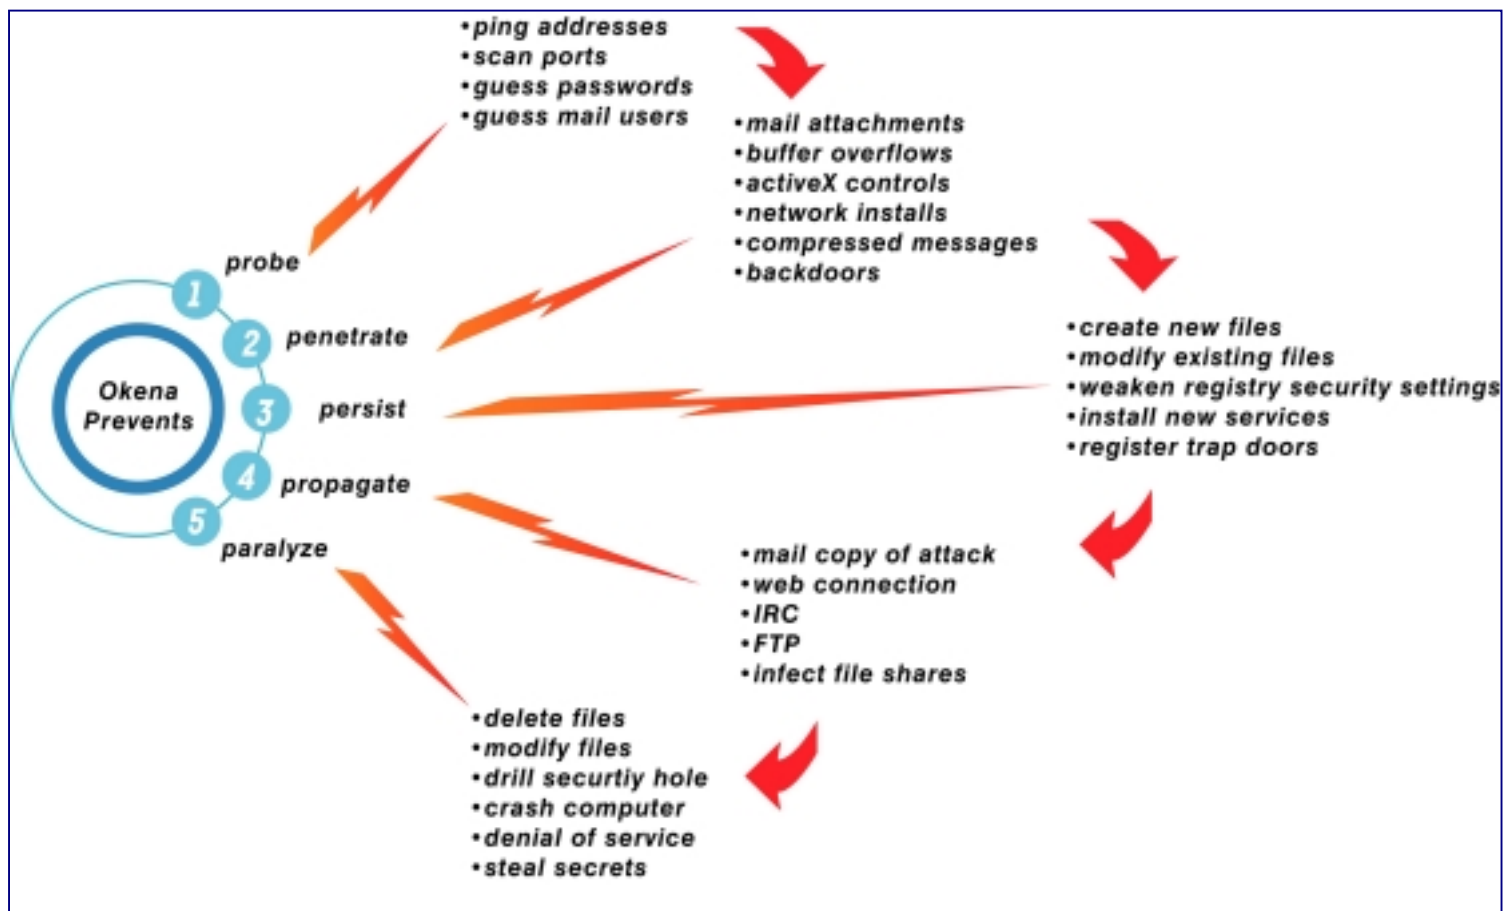 •ping addresses
•scan ports
•guess passwords
•guess mail users
•mail attachments
•buffer overflows
•activeX controls
•network installs
•compressed messages
•backdoors
•create new files
•modify existing files
•weaken registry security settings
•install new services
•register trap doors
•mail copy of attack
•web connection
•IRC
•FTP
•infect file shares
•delete files
•modify files
•drill securtiy hole
•crash computer
•denial of service
•steal secrets
Okena
Prevents
1 probe
2 penetrate
3 persist
4 propagate
5 paralyze